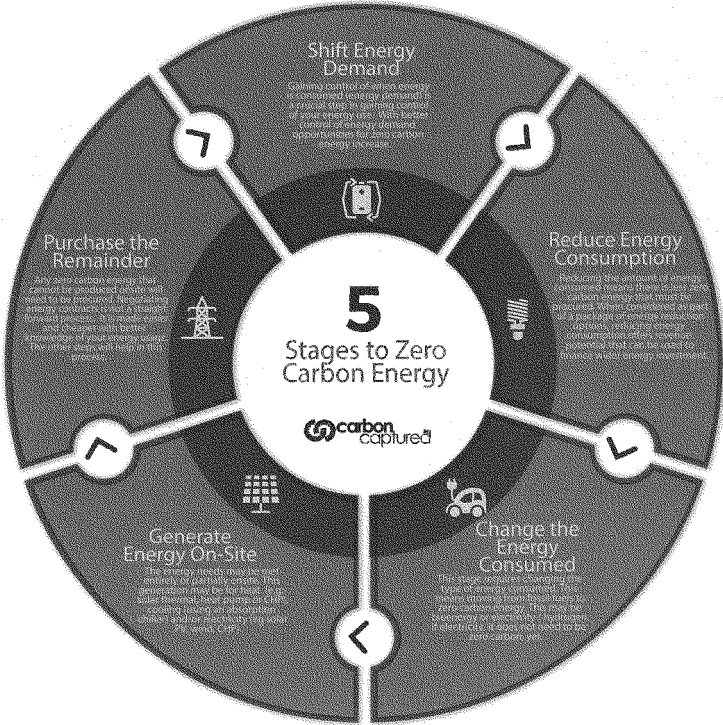 Shift Energy
Demand
Gaining control of when energy
is consumed (energy demand) is
a crucial step in gaining control
of your energy use. With better
control of energy demand
opportunities for zero carbon
energy increase.
Reduce Energy
Consumption
Reducing the amount of energy
consumed means there is less zero
carbon energy that must be
procured. When considered as part
of a package of energy reduction
options, reducing energy
consumption has revenue
potential that can be used to
finance wider energy investment.
Change the
Energy
Consumed
This stage requires changing the
type of energy consumed. This
means moving from fossil fuels to
zero carbon energy. This may be
bioenergy or electricity / hydrogen
if electricity, it does not need to be
zero carbon, yet.
Generate
Energy On-Site
The energy needs may be met
entirely or partially onsite. This
generation may be for heat (e.g.
solar thermal, heat pump or CHP),
cooling (using an absorption
chiller) and/or electricity (eg solar
PV, wind, CHP).
Purchase the
Remainder
Any zero carbon energy that
cannot be produced onsite will
need to be procured. Negotiating
energy contracts is not a straight
forward process. It is made easier
and cheaper with better
knowledge of your energy usage.
The other steps will help in this
process.
5
Stages to Zero
Carbon Energy
carbon
captured